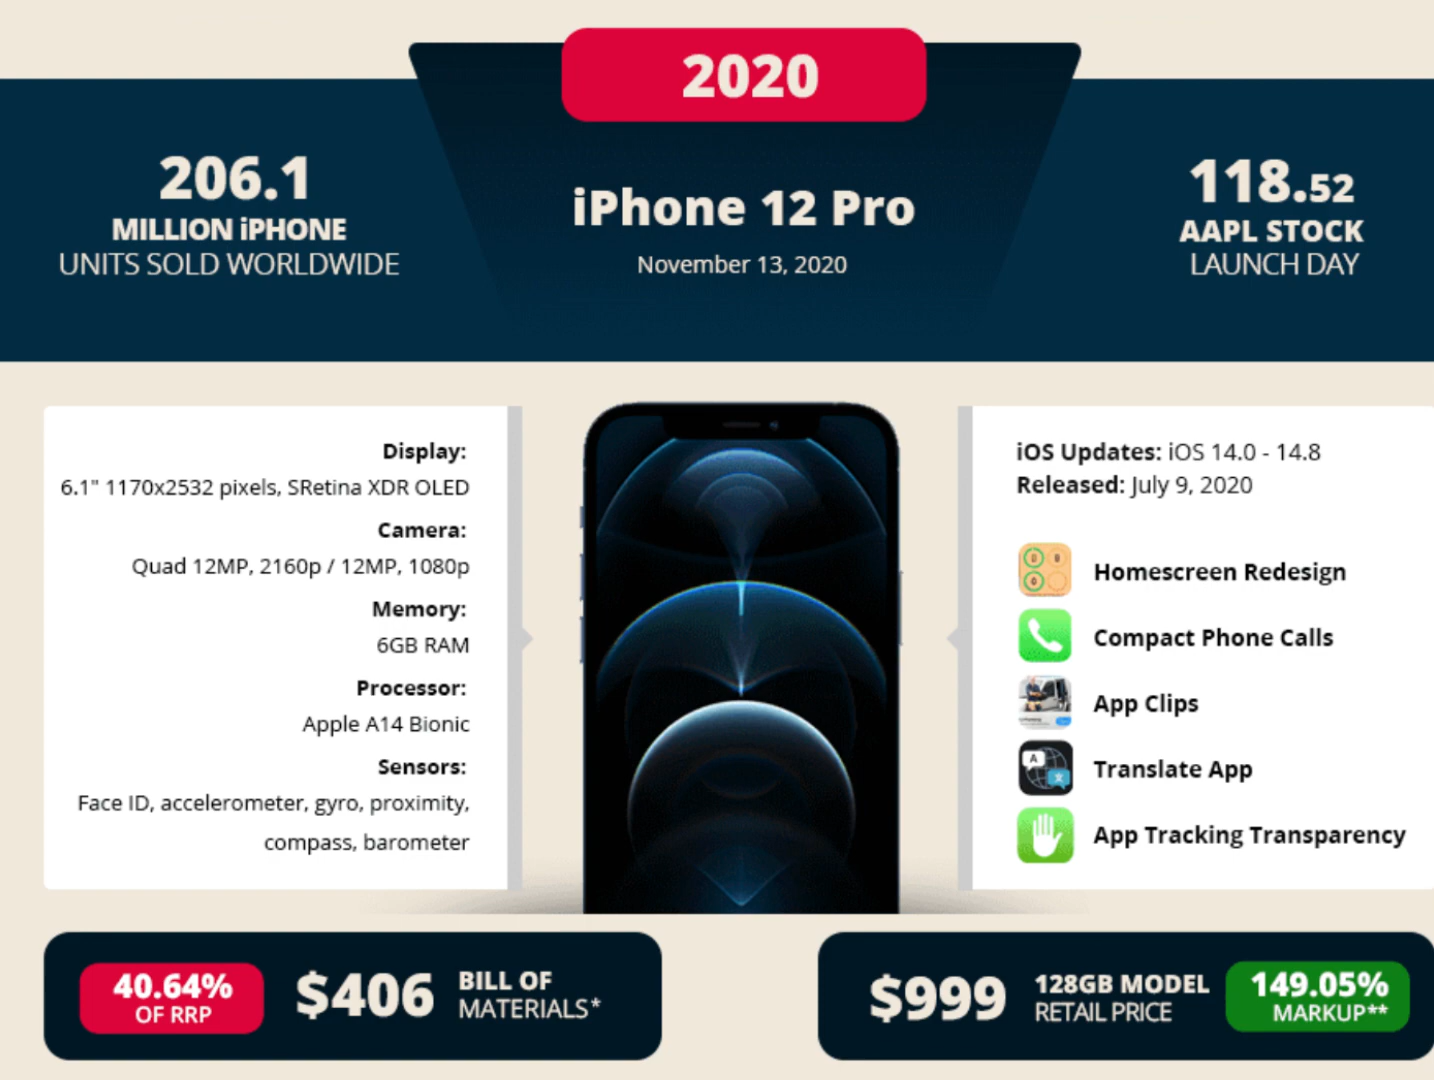 2020
206.1
MILLION iPHONE
UNITS SOLD WORLDWIDE
iPhone 12 Pro
November 13, 2020
118.52
AAPL STOCK
LAUNCH DAY
Display:
6.1" 1170x2532 pixels, SRetina XDR OLED
Camera:
Quad 12MP, 2160p / 12MP, 1080p
Memory:
6GB RAM
Processor:
Apple A14 Bionic
Sensors:
Face ID, accelerometer, gyro, proximity,
compass, barometer
iOS Updates: iOS 14.0 - 14.8
Released: July 9, 2020
Homescreen Redesign
Compact Phone Calls
App Clips
A
Translate App
App Tracking Transparency
40.64%
OF RRP
$406
BILL OF
MATERIALS*
$999
128GB MODEL
RETAIL PRICE
149.05%
MARKUP**